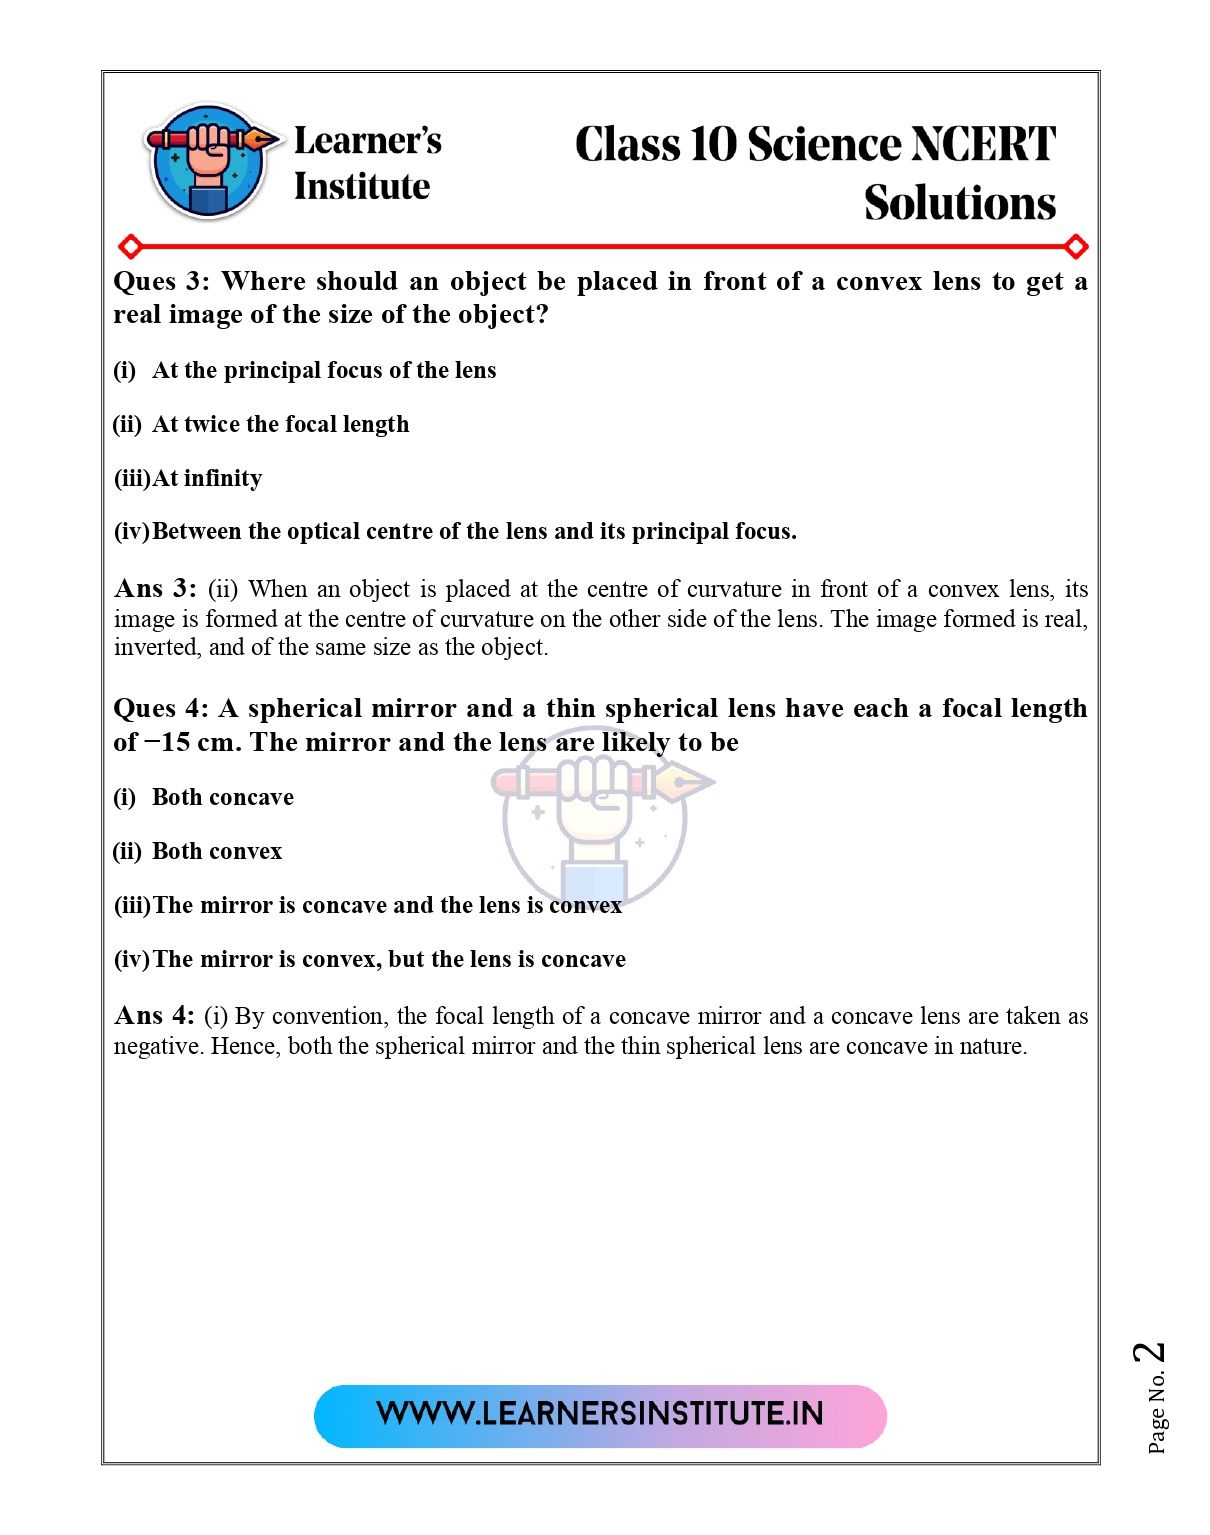 Learner's
Institute
Class 10 Science NCERT
Solutions
Ques 3: Where should an object be placed in front of a convex lens to get a
real image of the size of the object?
(i) At the principal focus of the lens
(ii) At twice the focal length
(iii) At infinity
(iv) Between the optical centre of the lens and its principal focus.
Ans 3: (ii) When an object is placed at the centre of curvature in front of a convex lens, its
image is formed at the centre of curvature on the other side of the lens. The image formed is real,
inverted, and of the same size as the object.
Ques 4: A spherical mirror and a thin spherical lens have each a focal length
of −15 cm. The mirror and the lens are likely to be
(i) Both concave
(ii) Both convex
(iii) The mirror is concave and the lens is convex
(iv) The mirror is convex, but the lens is concave
Ans 4: (i) By convention, the focal length of a concave mirror and a concave lens are taken as
negative. Hence, both the spherical mirror and the thin spherical lens are concave in nature.
WWW.LEARNERSINSTITUTE.IN
Page No. 2